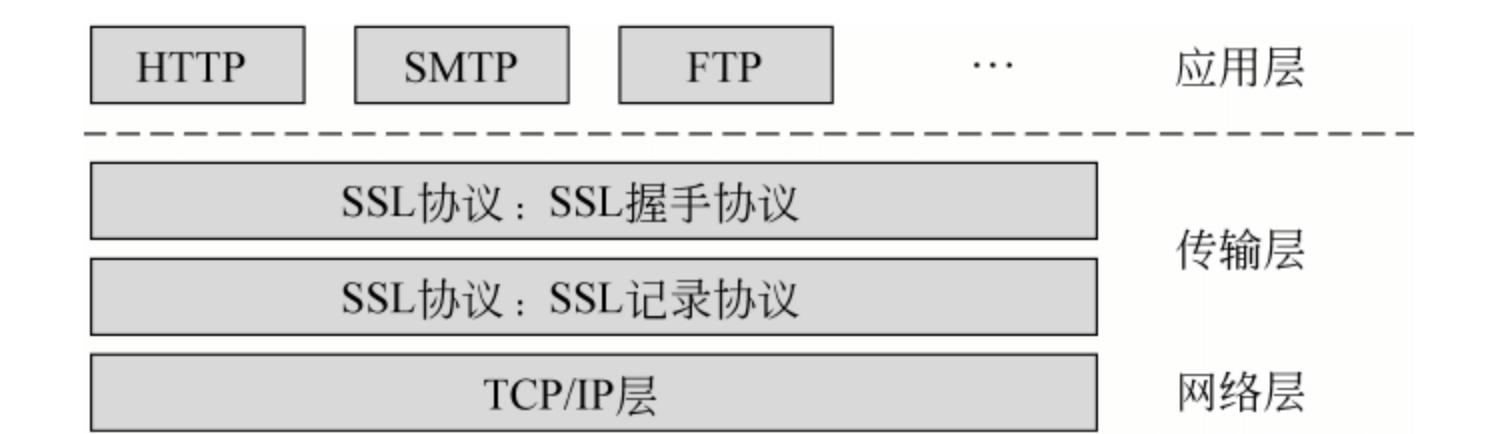 HTTP SMTP FTP … 应用层
SSL协议：SSL握手协议
传输层
SSL协议：SSL记录协议
TCP/IP层 网络层